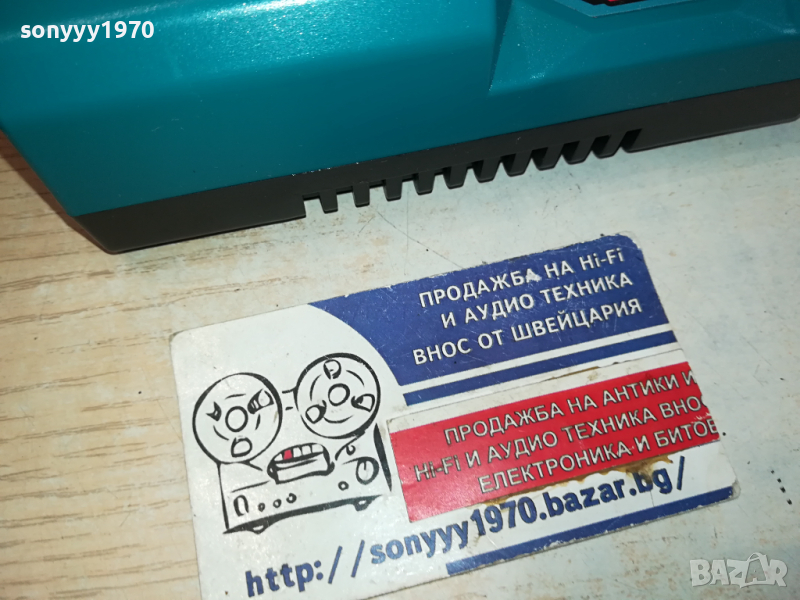 sonyyy1970
ПРОДАЖБА НА Hi-Fi
И АУДИО ТЕХНИКА
ВНОС ОТ ШВЕЙЦАРИЯ
ПРОДАЖБА НА АНТИКИ И
Hi-Fi И АУДИО ТЕХНИКА ВНОС
ЕЛЕКТРОНИКА И БИТОВ
http://sonyyy1970.bazar.bg/
BAZAR